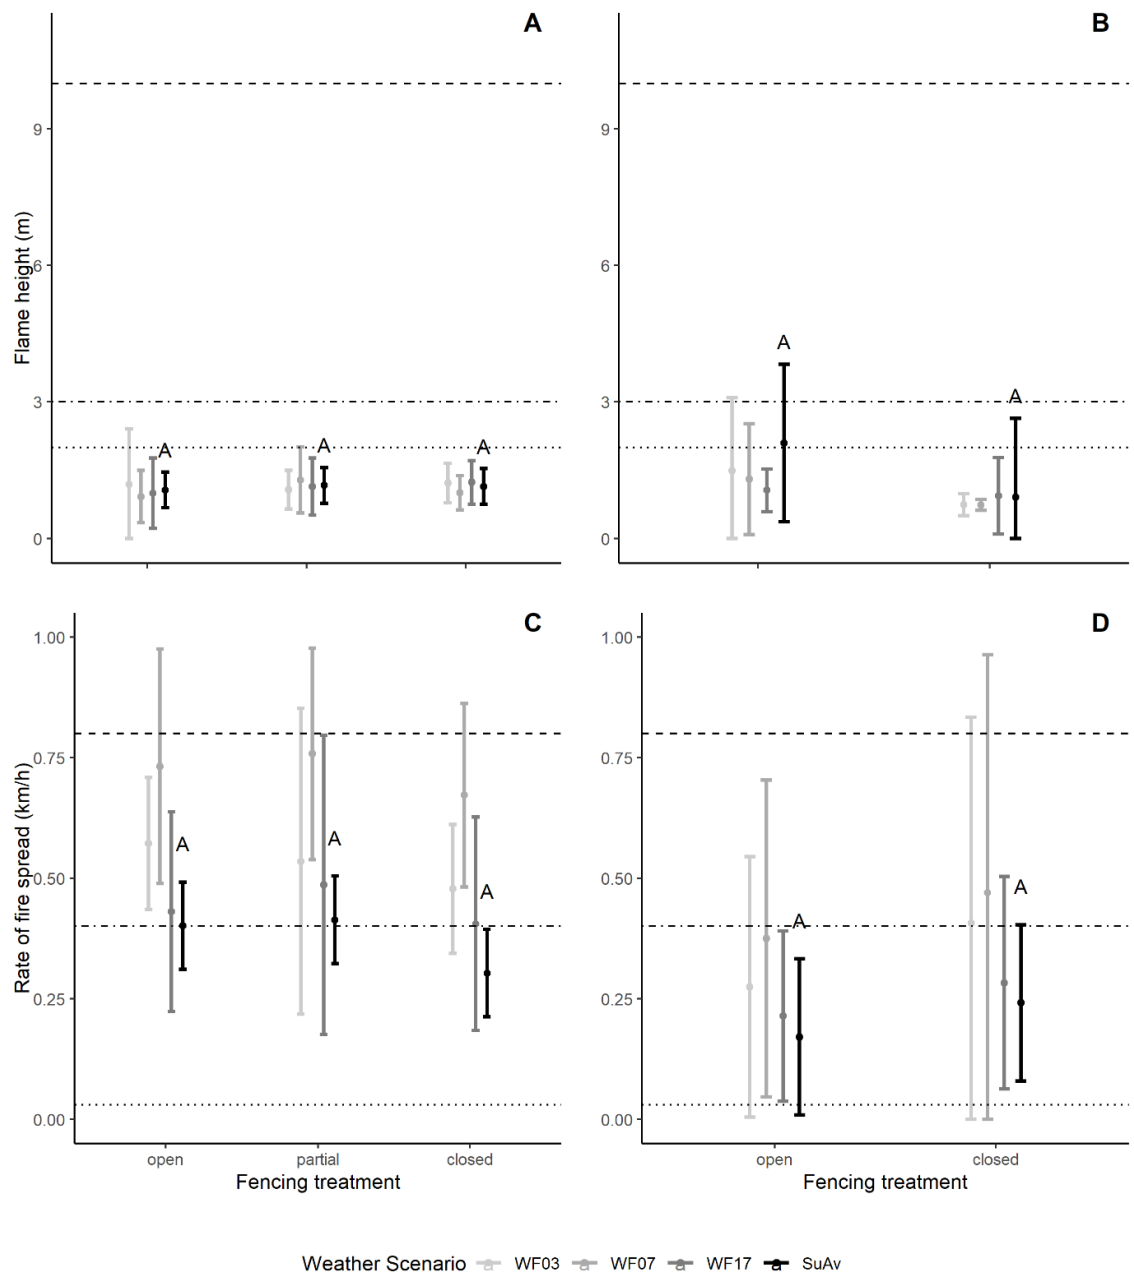 A
B
Flame height (m)
9
6
3
0
A
A
A
9
6
3
0
A
A
C
D
Rate of fire spread (km/h)
1.00
0.75
0.50
0.25
0.00
A
A
A
1.00
0.75
0.50
0.25
0.00
A
A
open partial closed
open closed
Fencing treatment
Fencing treatment
Weather Scenario a WF03 a WF07 a WF17 a SuAv